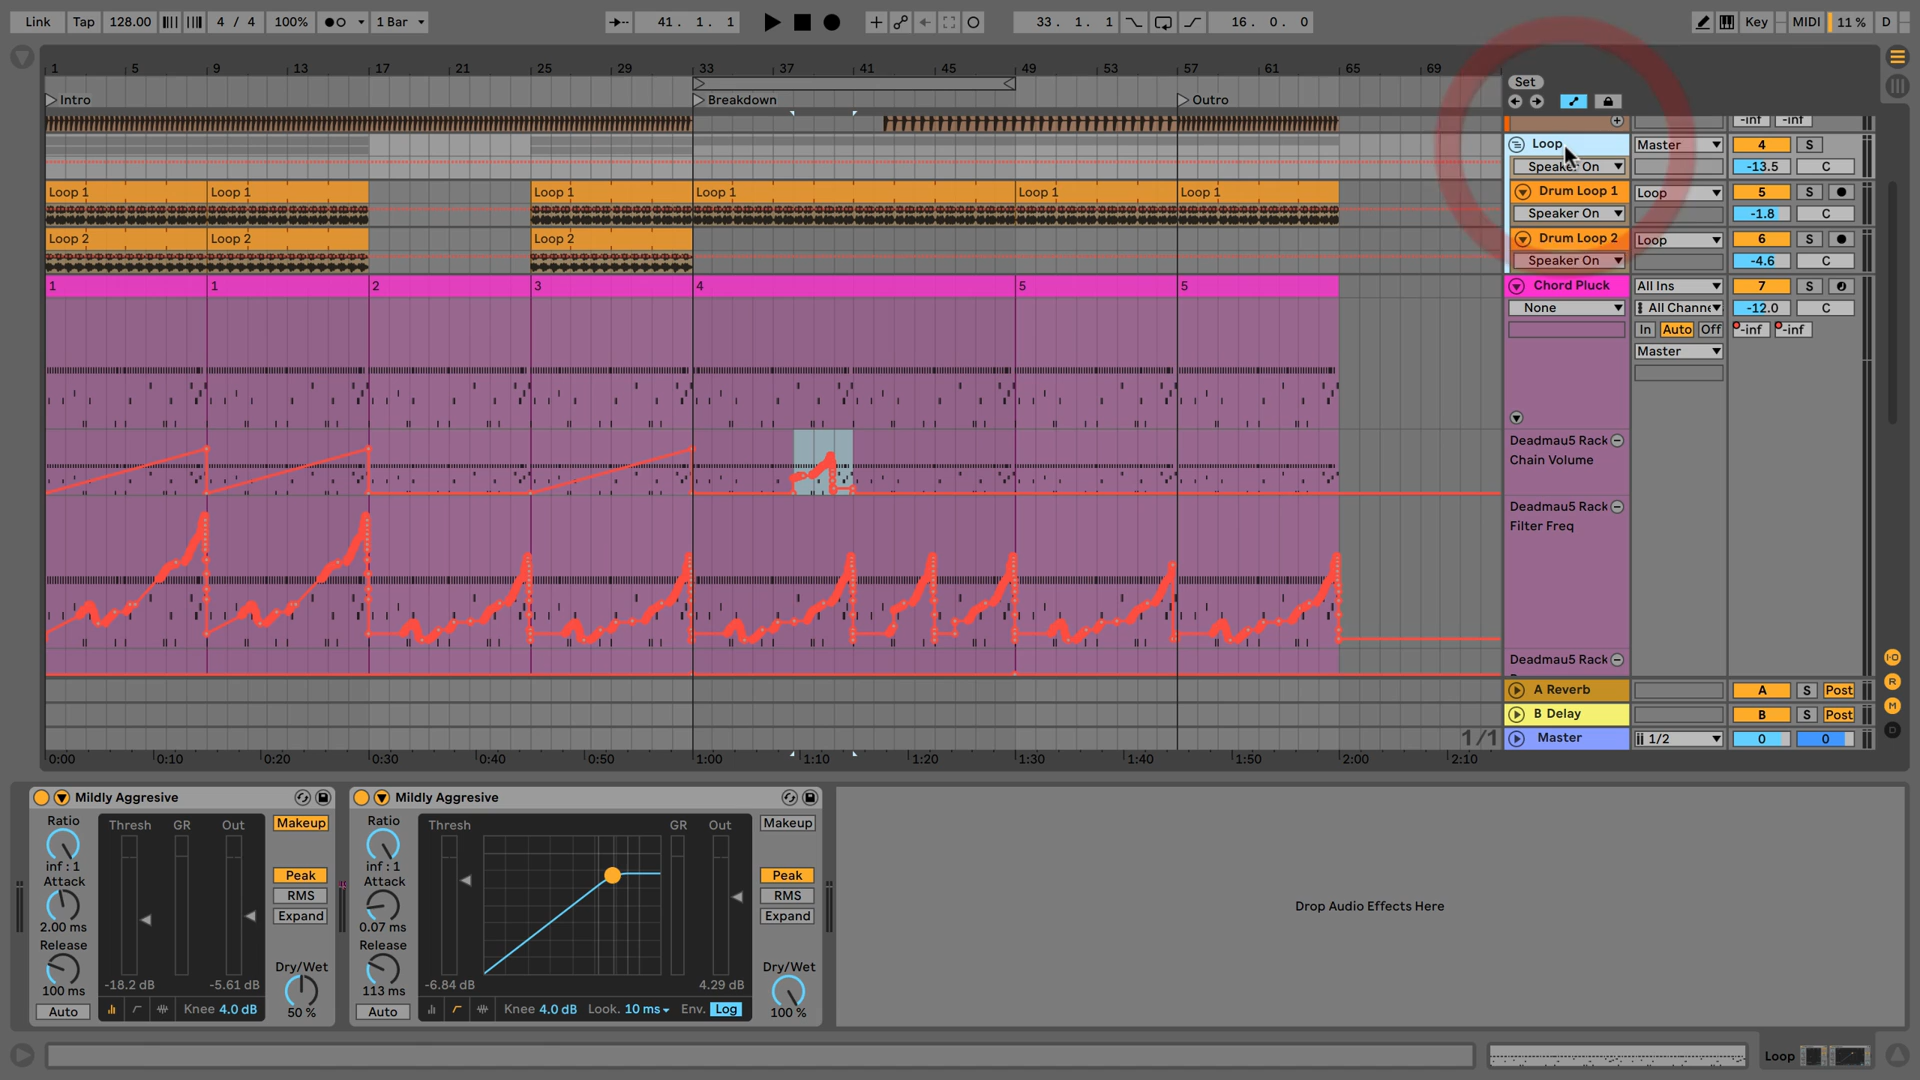 Link Tap 128.00 4 / 4 100% 1 Bar 41. 1. 1 33. 1. 1 16. 0. 0 Key MIDI 11 % D
1 5 9 13 17 21 25 29 33 37 41 45 49 53 57 61 65 69
Set
Intro Breakdown Outro
-inf -inf
Loop Master 4 S
Speaker On -13.5 C
Loop 1 Loop 1 Loop 1 Loop 1 Loop 1 Loop 1 Drum Loop 1 Loop 5 S
Speaker On -1.8 C
Loop 2 Loop 2 Loop 2 Drum Loop 2 Loop 6 S
Speaker On -4.6 C
1 1 2 3 4 5 5 Chord Pluck All Ins 7 S
None All Channe -12.0 C
In Auto Off -inf -inf
Master
Deadmau5 Rack
Chain Volume
Deadmau5 Rack
Filter Freq
Deadmau5 Rack
A Reverb A S Post
B Delay B S Post
1/1 Master 1/2 0 0
0:00 0:10 0:20 0:30 0:40 0:50 1:00 1:10 1:20 1:30 1:40 1:50 2:00 2:10
Mildly Aggresive
Ratio Thresh GR Out Makeup
inf : 1
Attack Peak
RMS
2.00 ms Expand
Release
Dry/Wet
100 ms -18.2 dB -5.61 dB
Auto Knee 4.0 dB 50 %
Mildly Aggresive
Ratio Thresh GR Out Makeup
inf : 1
Attack Peak
RMS
0.07 ms Expand
Release
Dry/Wet
113 ms -6.84 dB 4.29 dB
Auto Knee 4.0 dB Look. 10 ms Env. Log 100 %
Drop Audio Effects Here
Loop